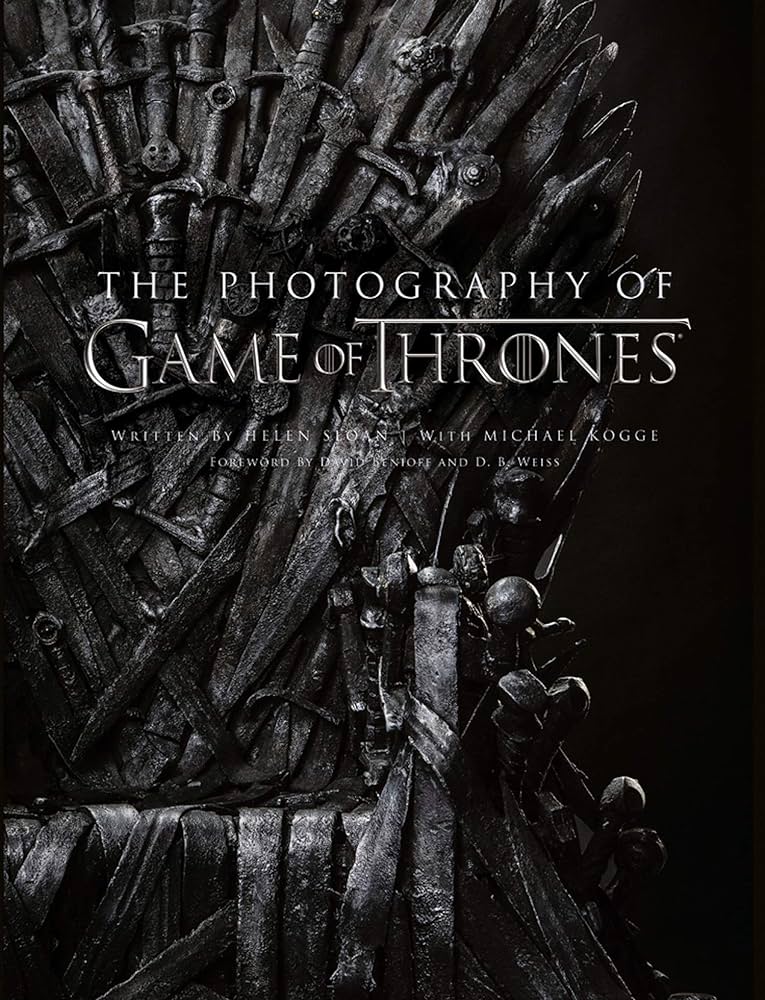 THE PHOTOGRAPHY OF
GAME OF THRONES®
WRITTEN BY HELEN SLOAN | WITH MICHAEL KOGGE
FOREWORD BY DAVID BENIOFF AND D. B. WEISS